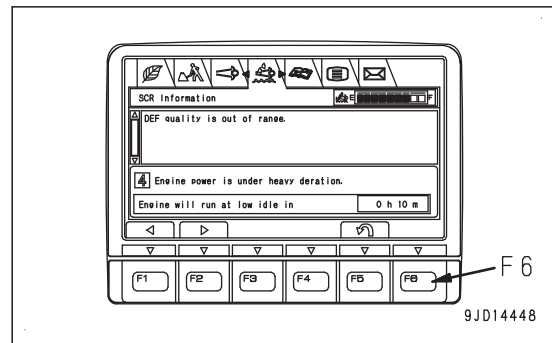 SCR Information
E F
DEF quality is out of range.
4 Engine power is under heavy deration.
Engine will run at low idle in 0 h 10 m
F1 F2 F3 F4 F5 F6
F6
9JD14448